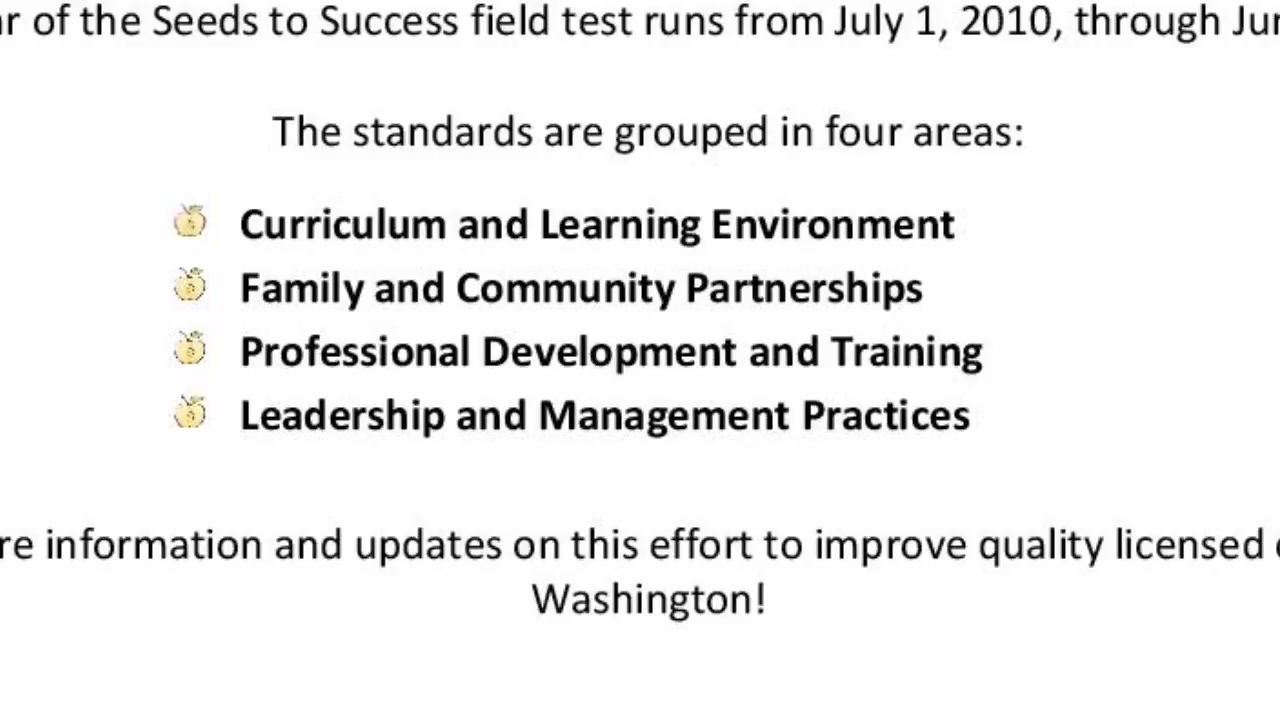 of the Seeds to Success field test runs from July 1, 2010, through
The standards are grouped in four areas:
Curriculum and Learning Environment
Family and Community Partnerships
Professional Development and Training
Leadership and Management Practices
information and updates on this effort to improve quality licensed
Washington!